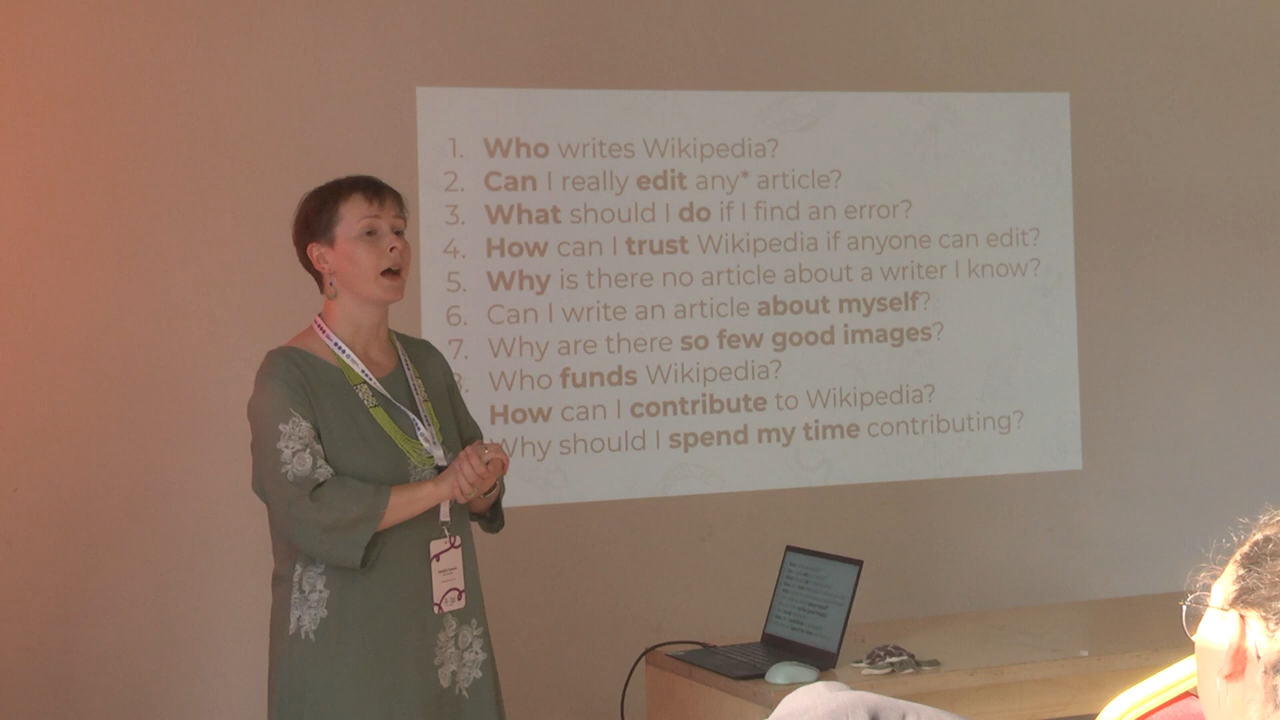 1. Who writes Wikipedia?
2. Can I really edit any* article?
3. What should I do if I find an error?
4. How can I trust Wikipedia if anyone can edit?
5. Why is there no article about a writer I know?
6. Can I write an article about myself?
7. Why are there so few good images?
Who funds Wikipedia?
How can I contribute to Wikipedia?
Why should I spend my time contributing?